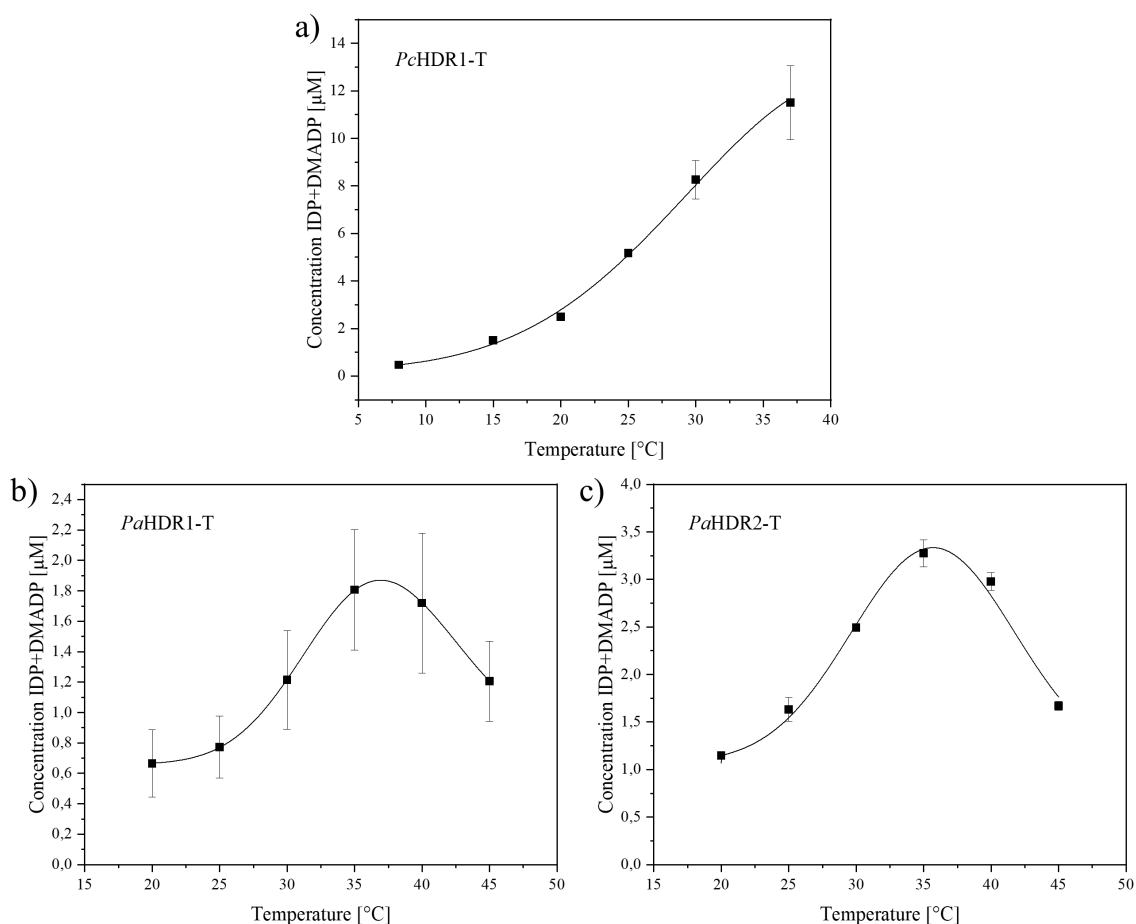 a)
PcHDR1-T
Concentration IDP+DMADP [µM]
14
12
10
8
6
4
2
0
5 10 15 20 25 30 35 40
Temperature [°C]
b)
PaHDR1-T
Concentration IDP+DMADP [µM]
2,4
2,2
2,0
1,8
1,6
1,4
1,2
1,0
0,8
0,6
0,4
0,2
0,0
15 20 25 30 35 40 45 50
Temperature [°C]
c)
PaHDR2-T
Concentration IDP+DMADP [µM]
4,0
3,5
3,0
2,5
2,0
1,5
1,0
0,5
0,0
15 20 25 30 35 40 45 50
Temperature [°C]